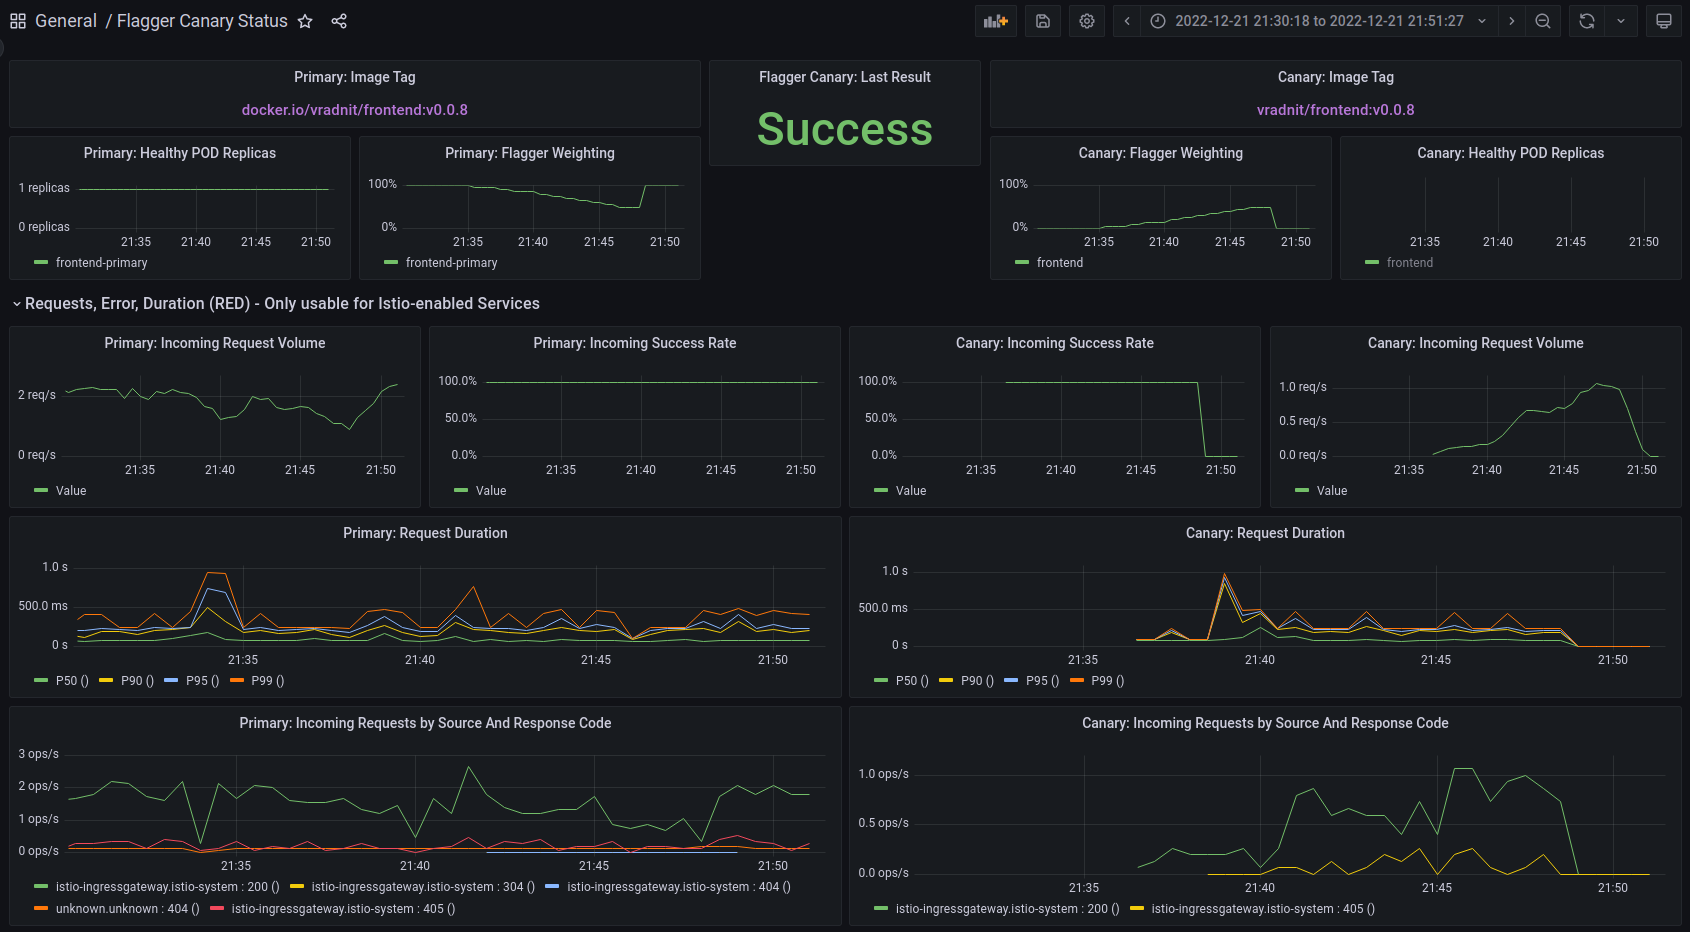 General / Flagger Canary Status
2022-12-21 21:30:18 to 2022-12-21 21:51:27
Primary: Image Tag
docker.io/vradnit/frontend:v0.0.8
Flagger Canary: Last Result
Success
Canary: Image Tag
vradnit/frontend:v0.0.8
Primary: Healthy POD Replicas
1 replicas
0 replicas
21:35 21:40 21:45 21:50
frontend-primary
Primary: Flagger Weighting
100%
0%
21:35 21:40 21:45 21:50
frontend-primary
Canary: Flagger Weighting
100%
0%
21:35 21:40 21:45 21:50
frontend
Canary: Healthy POD Replicas
21:35 21:40 21:45 21:50
frontend
Requests, Error, Duration (RED) - Only usable for Istio-enabled Services
Primary: Incoming Request Volume
2 req/s
0 req/s
21:35 21:40 21:45 21:50
Value
Primary: Incoming Success Rate
100.0%
50.0%
0.0%
21:35 21:40 21:45 21:50
Value
Canary: Incoming Success Rate
100.0%
50.0%
0.0%
21:35 21:40 21:45 21:50
Value
Canary: Incoming Request Volume
1.0 req/s
0.5 req/s
0.0 req/s
21:35 21:40 21:45 21:50
Value
Primary: Request Duration
1.0 s
500.0 ms
0 s
21:35 21:40 21:45 21:50
P50 () P90 () P95 () P99 ()
Canary: Request Duration
1.0 s
500.0 ms
0 s
21:35 21:40 21:45 21:50
P50 () P90 () P95 () P99 ()
Primary: Incoming Requests by Source And Response Code
3 ops/s
2 ops/s
1 ops/s
0 ops/s
21:35 21:40 21:45 21:50
istio-ingressgateway.istio-system : 200 () istio-ingressgateway.istio-system : 304 () istio-ingressgateway.istio-system : 404 ()
unknown.unknown : 404 () istio-ingressgateway.istio-system : 405 ()
Canary: Incoming Requests by Source And Response Code
1.0 ops/s
0.5 ops/s
0.0 ops/s
21:35 21:40 21:45 21:50
istio-ingressgateway.istio-system : 200 () istio-ingressgateway.istio-system : 405 ()